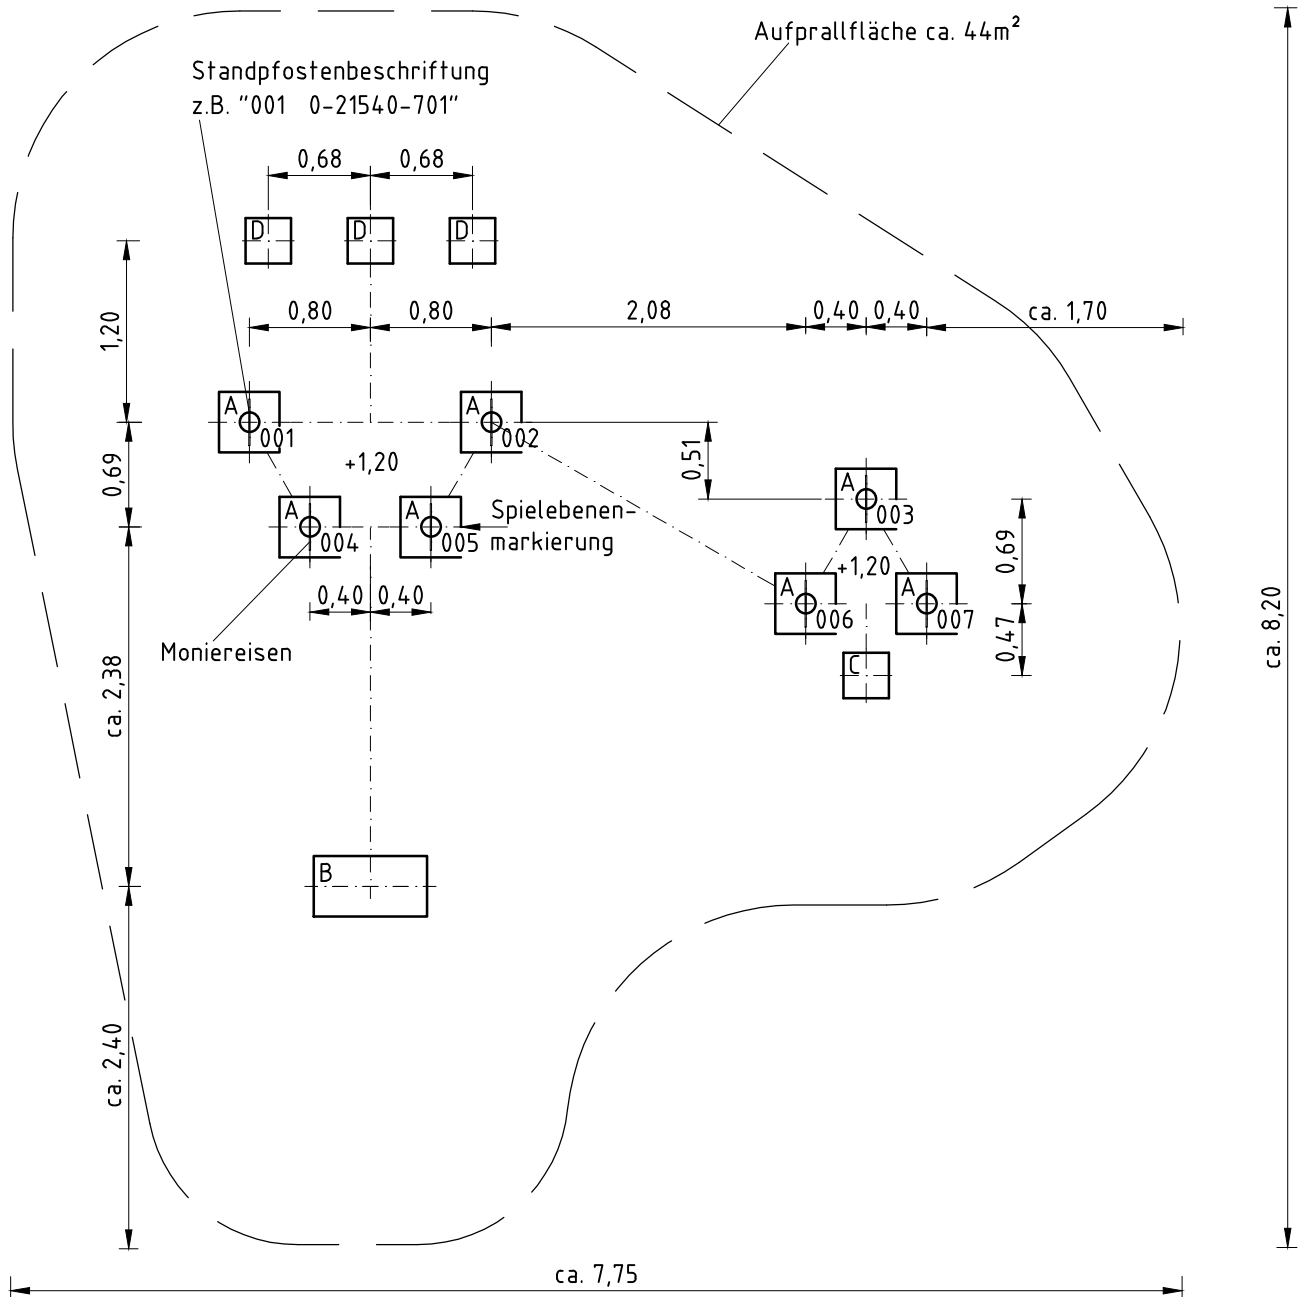 Aufprallfläche ca. 44m²
Standpfostenbeschriftung
z.B. "001 0-21540-701"
0,68 0,68
D D D
1,20
0,80 0,80 2,08 0,40 0,40 ca. 1,70
A A
001 002
0,69
+1,20
0,51
A
003
A A
004 005
Spielebenen-
markierung
+1,20
0,69
A A
006 007
0,40 0,40
0,47
C
Moniereisen
ca. 2,38
ca. 8,20
B
ca. 2,40
ca. 7,75